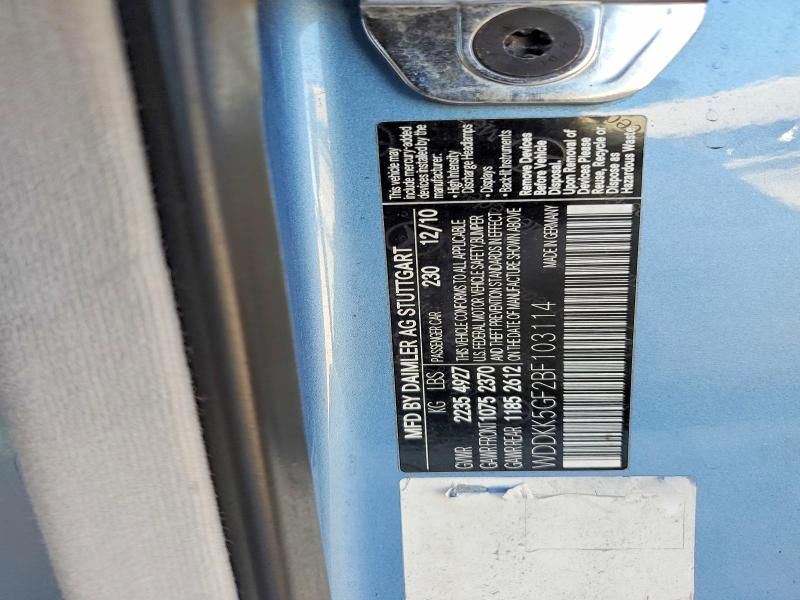 MFD BY DAIMLER AG STUTTGART
KG LBS PASSENGER CAR 230 12/10
GVWR 2235 4927 THIS VEHICLE CONFORMS TO ALL APPLICABLE
GAWR FRONT 1075 2370 U.S. FEDERAL MOTOR VEHICLE SAFETY,BUMPER
GAWR REAR 1185 2612 AND THEFT PREVENTION STANDARDS IN EFFECT
ON THE DATE OF MANUFACTURE SHOWN ABOVE
WDDKK5GF2BF103114 MADE IN GERMANY
This vehicle may
include mercury-added
devices installed by the
manufacturer:
• High Intensity
Discharge Headlamps
• Displays
• Back-lit Instruments
Remove Devices
Before Vehicle
Disposal.
Upon Removal of
Devices Please
Reuse, Recycle or
Dispose as
Hazardous Waste